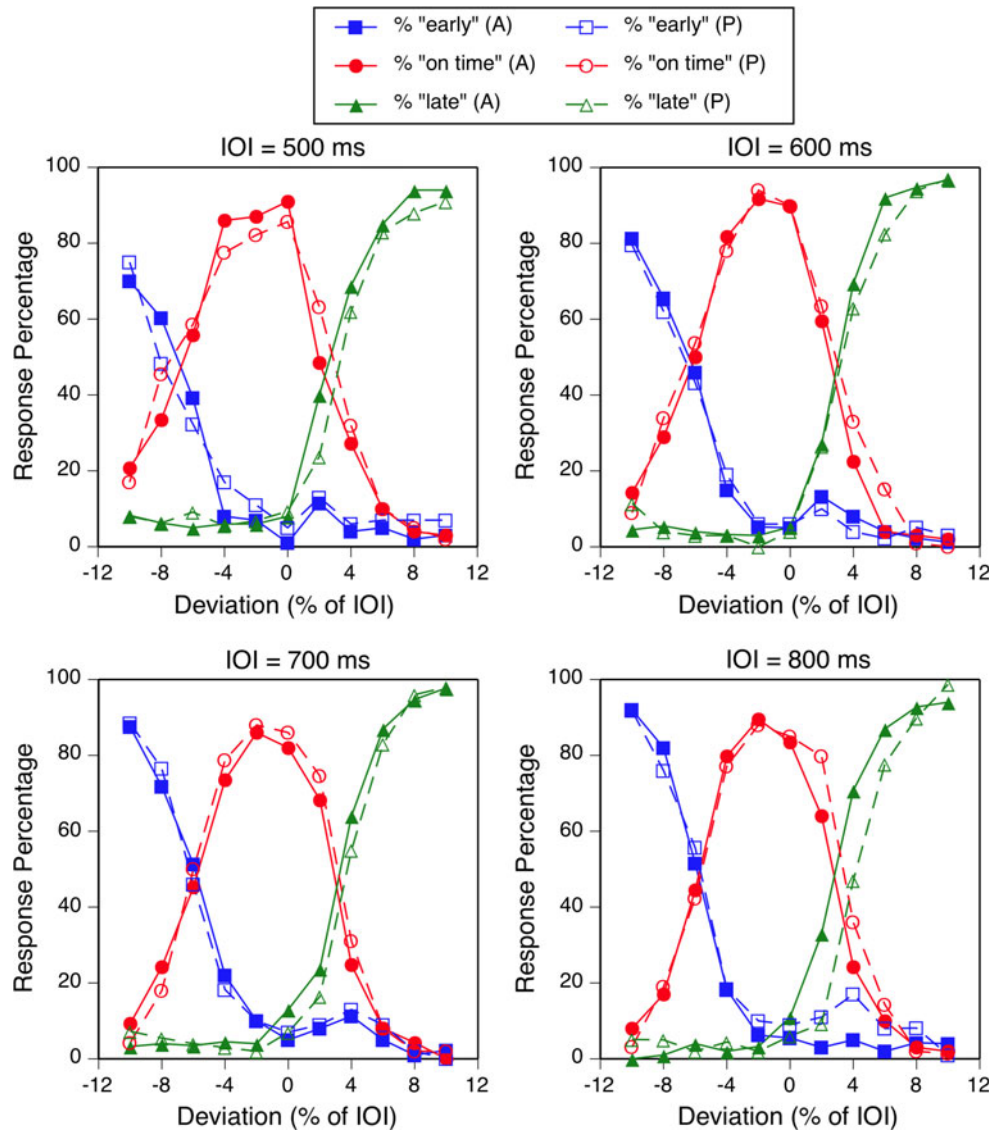 % "early" (A) % "early" (P)
% "on time" (A) % "on time" (P)
% "late" (A) % "late" (P)
IOI = 500 ms IOI = 600 ms
100 100
80 80
60 60
40 40
20 20
0 0
Response Percentage Response Percentage
-12 -8 -4 0 4 8 12 -12 -8 -4 0 4 8 12
Deviation (% of IOI) Deviation (% of IOI)
IOI = 700 ms IOI = 800 ms
100 100
80 80
60 60
40 40
20 20
0 0
Response Percentage Response Percentage
-12 -8 -4 0 4 8 12 -12 -8 -4 0 4 8 12
Deviation (% of IOI) Deviation (% of IOI)